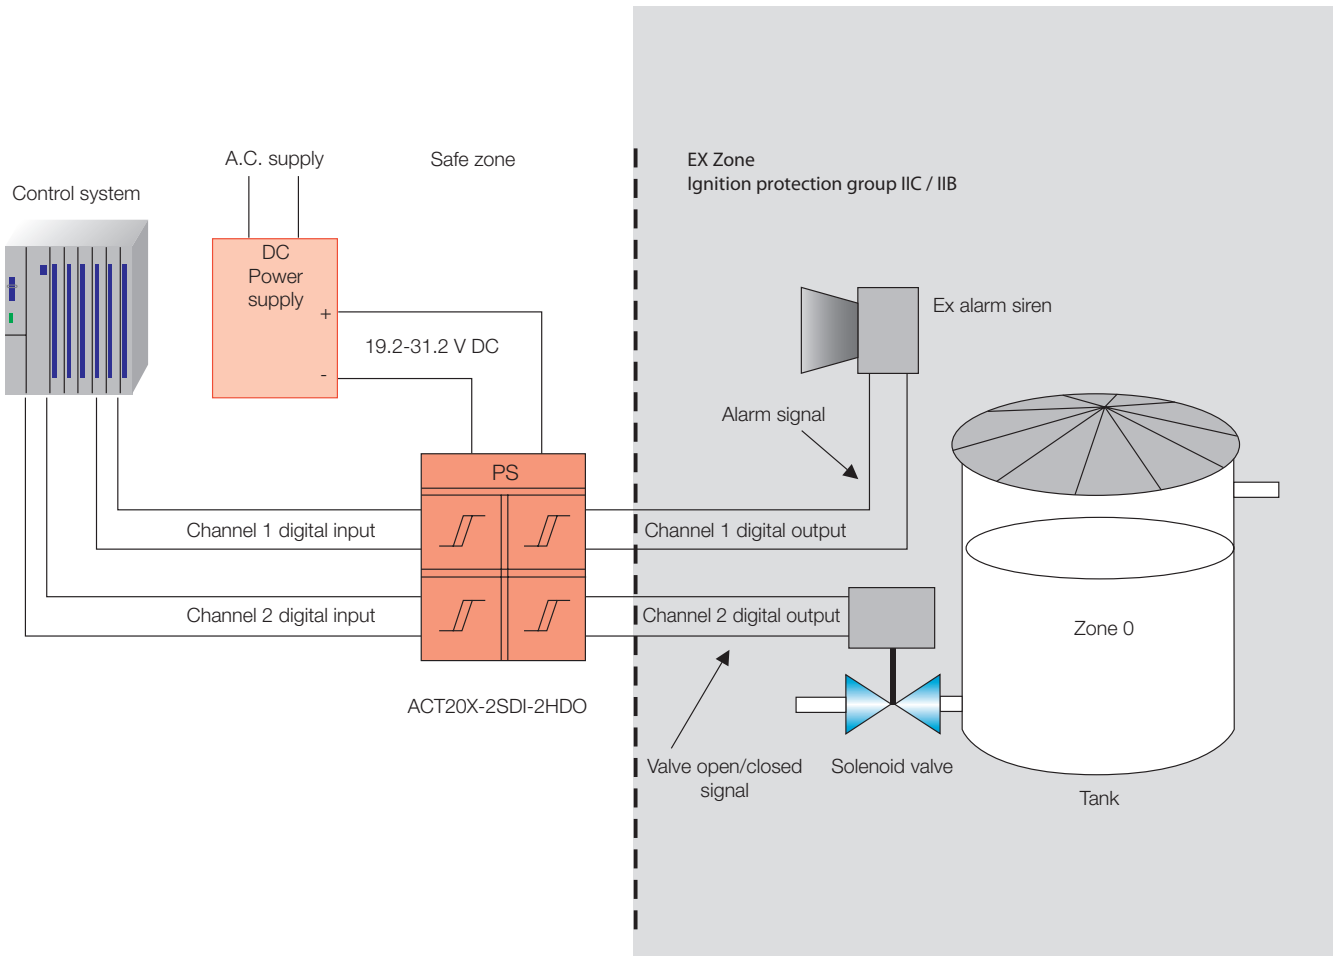 A.C. supply
Safe zone
EX Zone
Ignition protection group IIC / IIB
Control system
DC
Power
supply
+
-
19.2-31.2 V DC
Ex alarm siren
Alarm signal
PS
Channel 1 digital input
Channel 1 digital output
Channel 2 digital input
Channel 2 digital output
Zone 0
ACT20X-2SDI-2HDO
Valve open/closed
signal
Solenoid valve
Tank